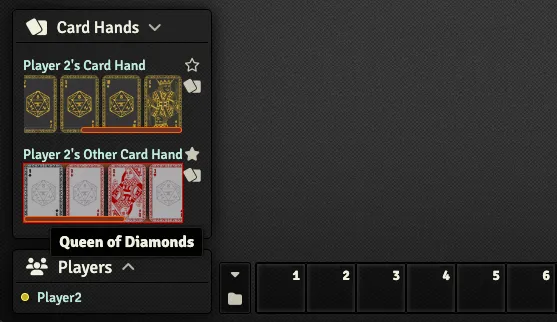 Card Hands
Player 2's Card Hand
Player 2's Other Card Hand
Queen of Diamonds
Players
Player2
1 2 3 4 5 6